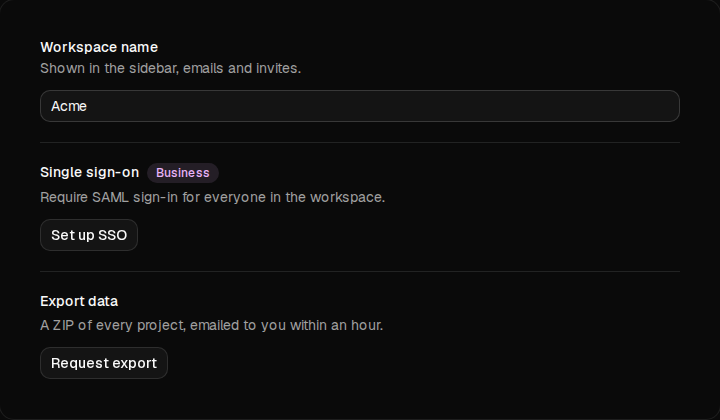 Workspace name
Shown in the sidebar, emails and invites.
Acme
Single sign-on Business
Require SAML sign-in for everyone in the workspace.
Set up SSO
Export data
A ZIP of every project, emailed to you within an hour.
Request export